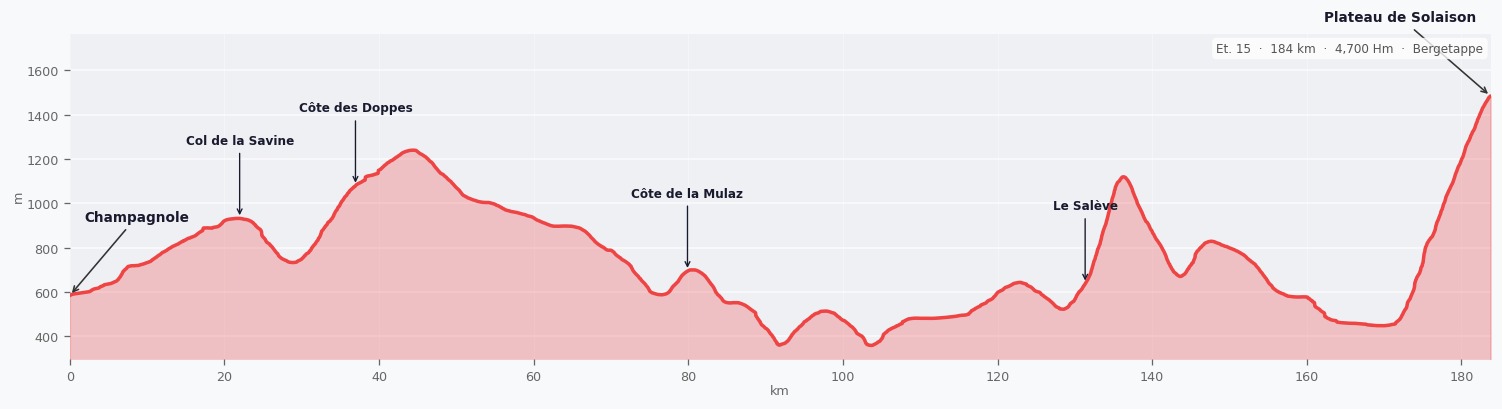 Plateau de Solaison
Et. 15 · 184 km · 4,700 Hm · Bergetappe
Côte des Doppes
Col de la Savine
Champagnole
Côte de la Mulaz
Le Salève
m
1600
1400
1200
1000
800
600
400
0 20 40 60 80 100 120 140 160 180
km